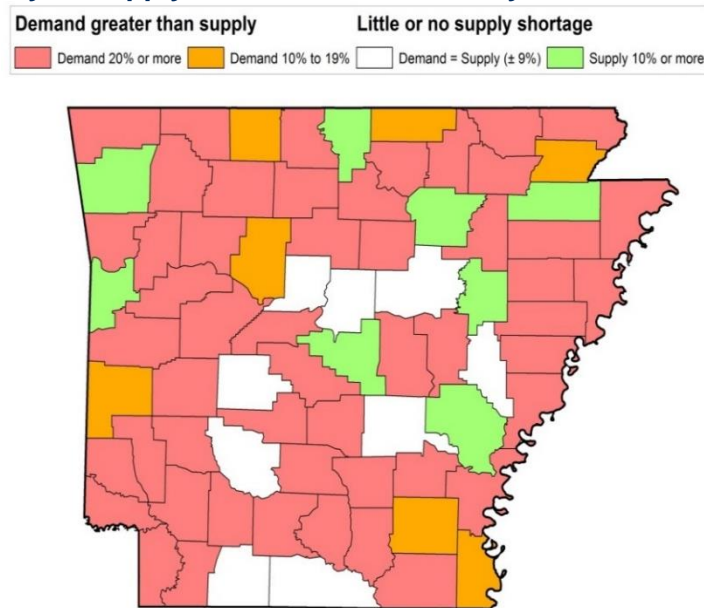 Demand greater than supply
Little or no supply shortage
Demand 20% or more
Demand 10% to 19%
Demand = Supply (± 9%)
Supply 10% or more